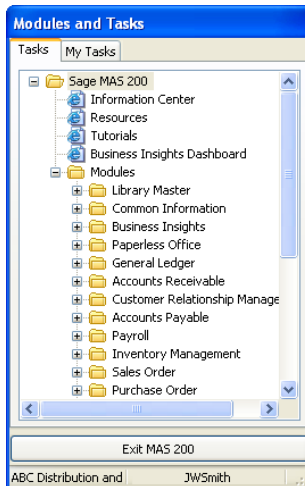 Modules and Tasks
Tasks My Tasks
Sage MAS 200
Information Center
Resources
Tutorials
Business Insights Dashboard
Modules
Library Master
Common Information
Business Insights
Paperless Office
General Ledger
Accounts Receivable
Customer Relationship Manage
Accounts Payable
Payroll
Inventory Management
Sales Order
Purchase Order
Exit MAS 200
ABC Distribution and JWSmith